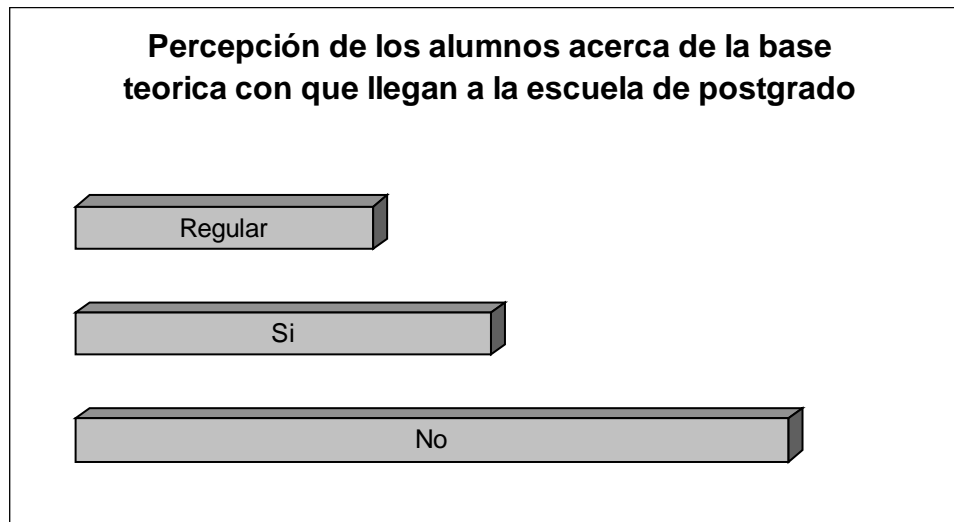 Percepción de los alumnos acerca de la base
teorica con que llegan a la escuela de postgrado
Regular
Si
No